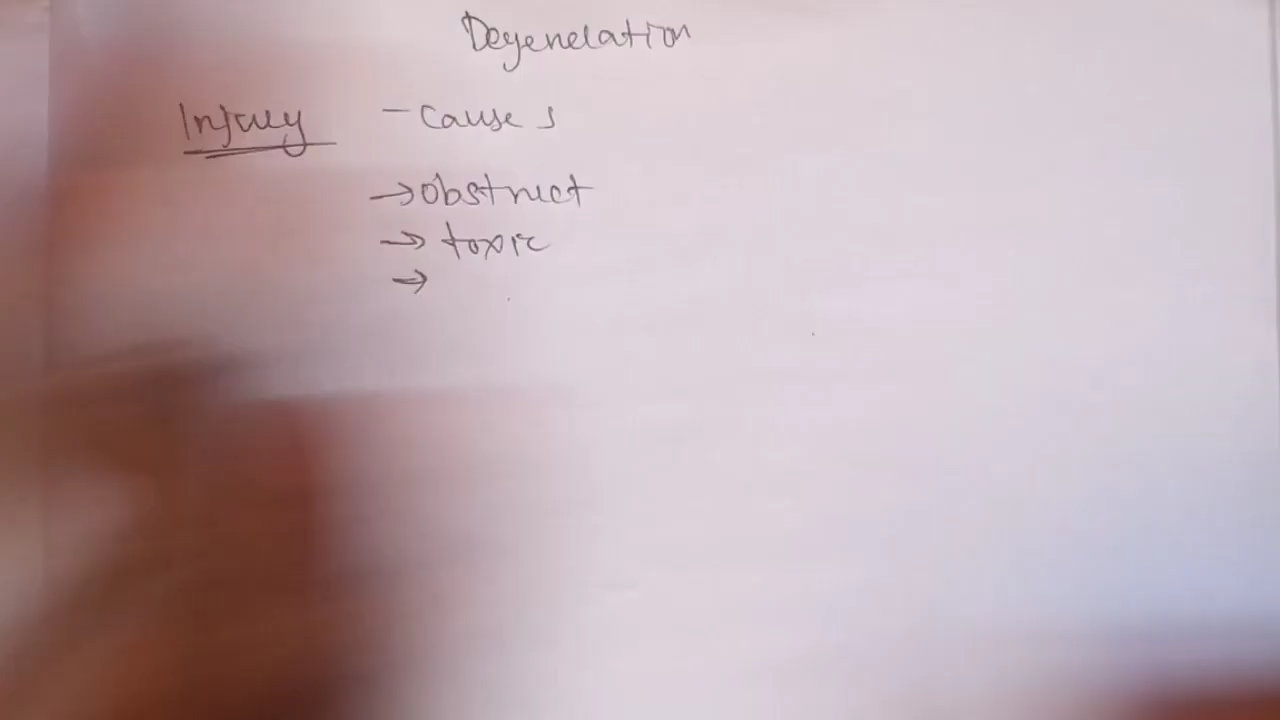 Degeneration
Injury - causes
→ obstruct
→ toxic
→